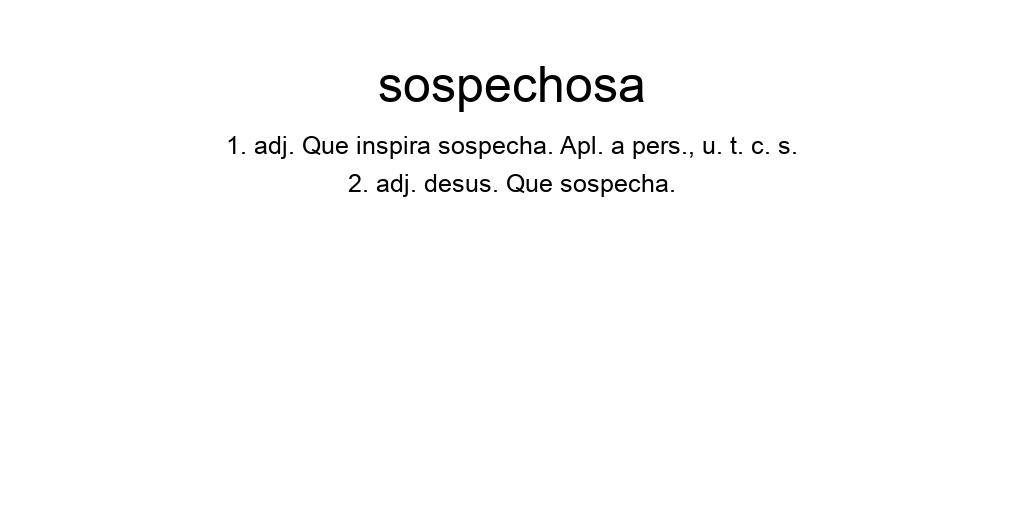 sospechosa
1. adj. Que inspira sospecha. Apl. a pers., u. t. c. s.
2. adj. desus. Que sospecha.